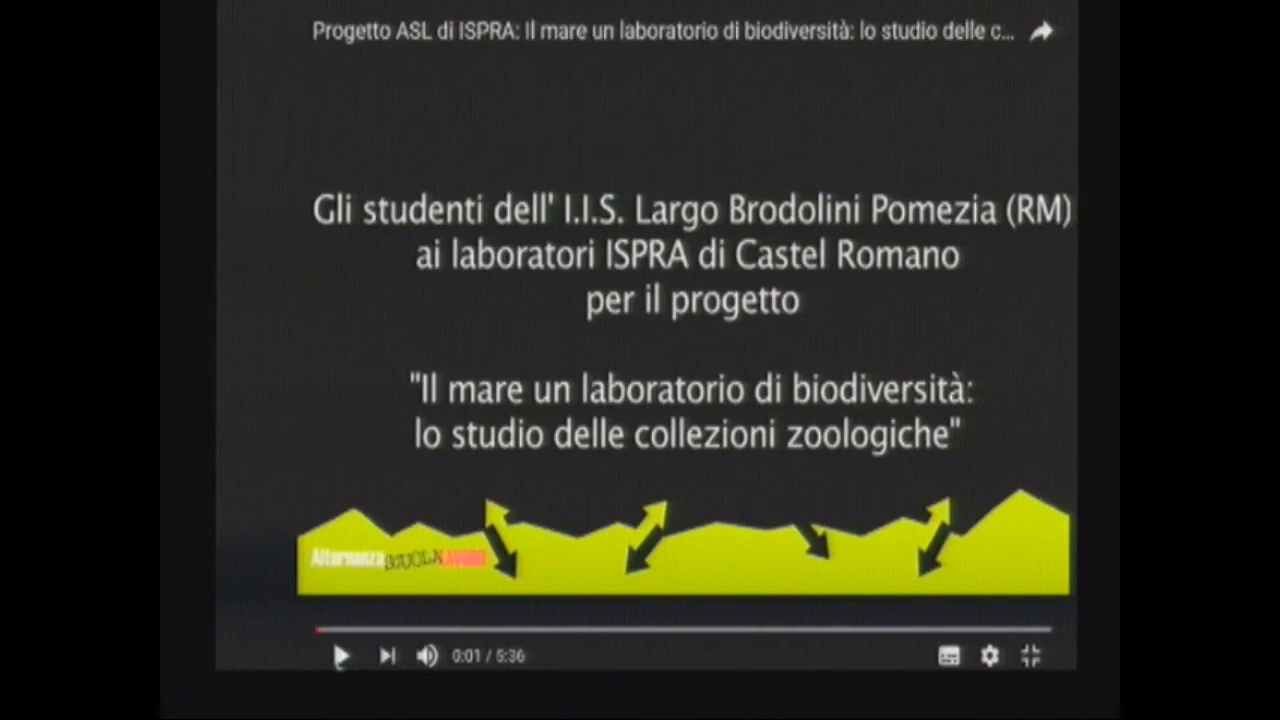 Progetto ASL di ISPRA: Il mare un laboratorio di biodiversità: lo studio delle c...
Gli studenti dell' I.I.S. Largo Brodolini Pomezia (RM)
ai laboratori ISPRA di Castel Romano
per il progetto
"Il mare un laboratorio di biodiversità:
lo studio delle collezioni zoologiche"
Alternanza SCUOLA LAVORO
0:01 / 5:36